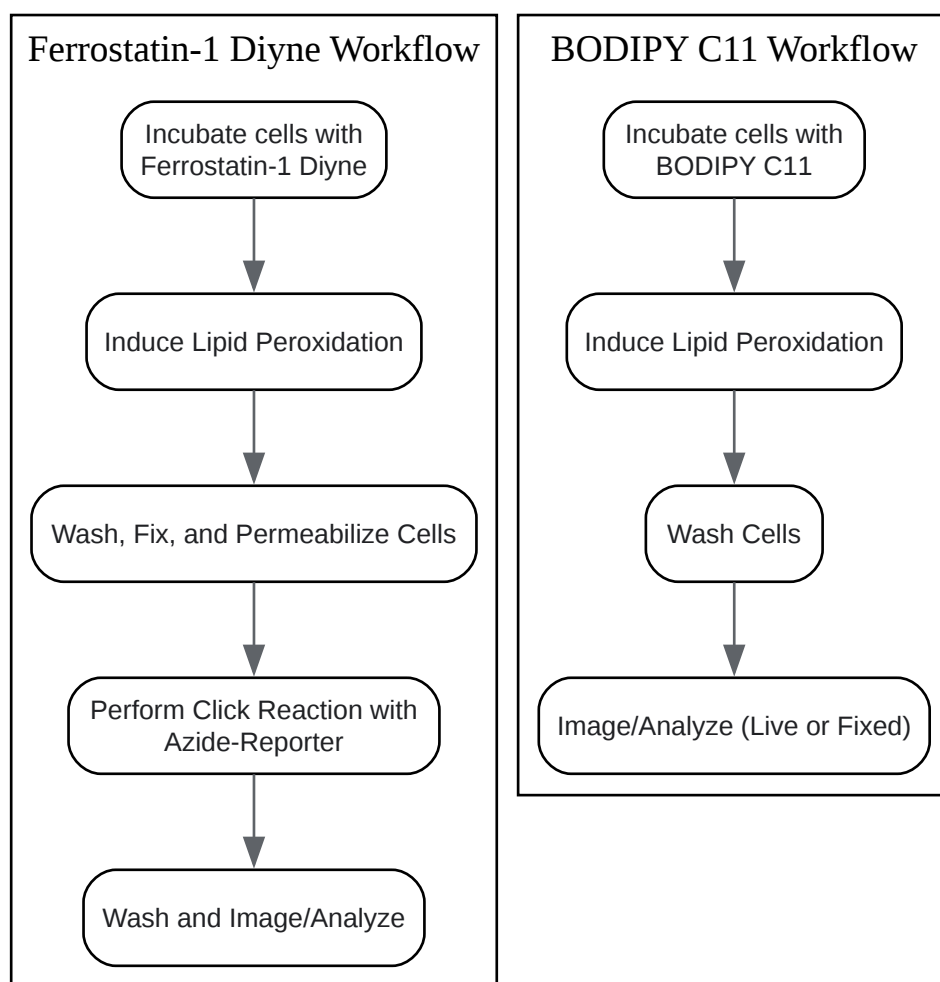 Ferrostatin-1 Diyne Workflow
Incubate cells with
Ferrostatin-1 Diyne
Induce Lipid Peroxidation
Wash, Fix, and Permeabilize Cells
Perform Click Reaction with
Azide-Reporter
Wash and Image/Analyze
BODIPY C11 Workflow
Incubate cells with
BODIPY C11
Induce Lipid Peroxidation
Wash Cells
Image/Analyze (Live or Fixed)